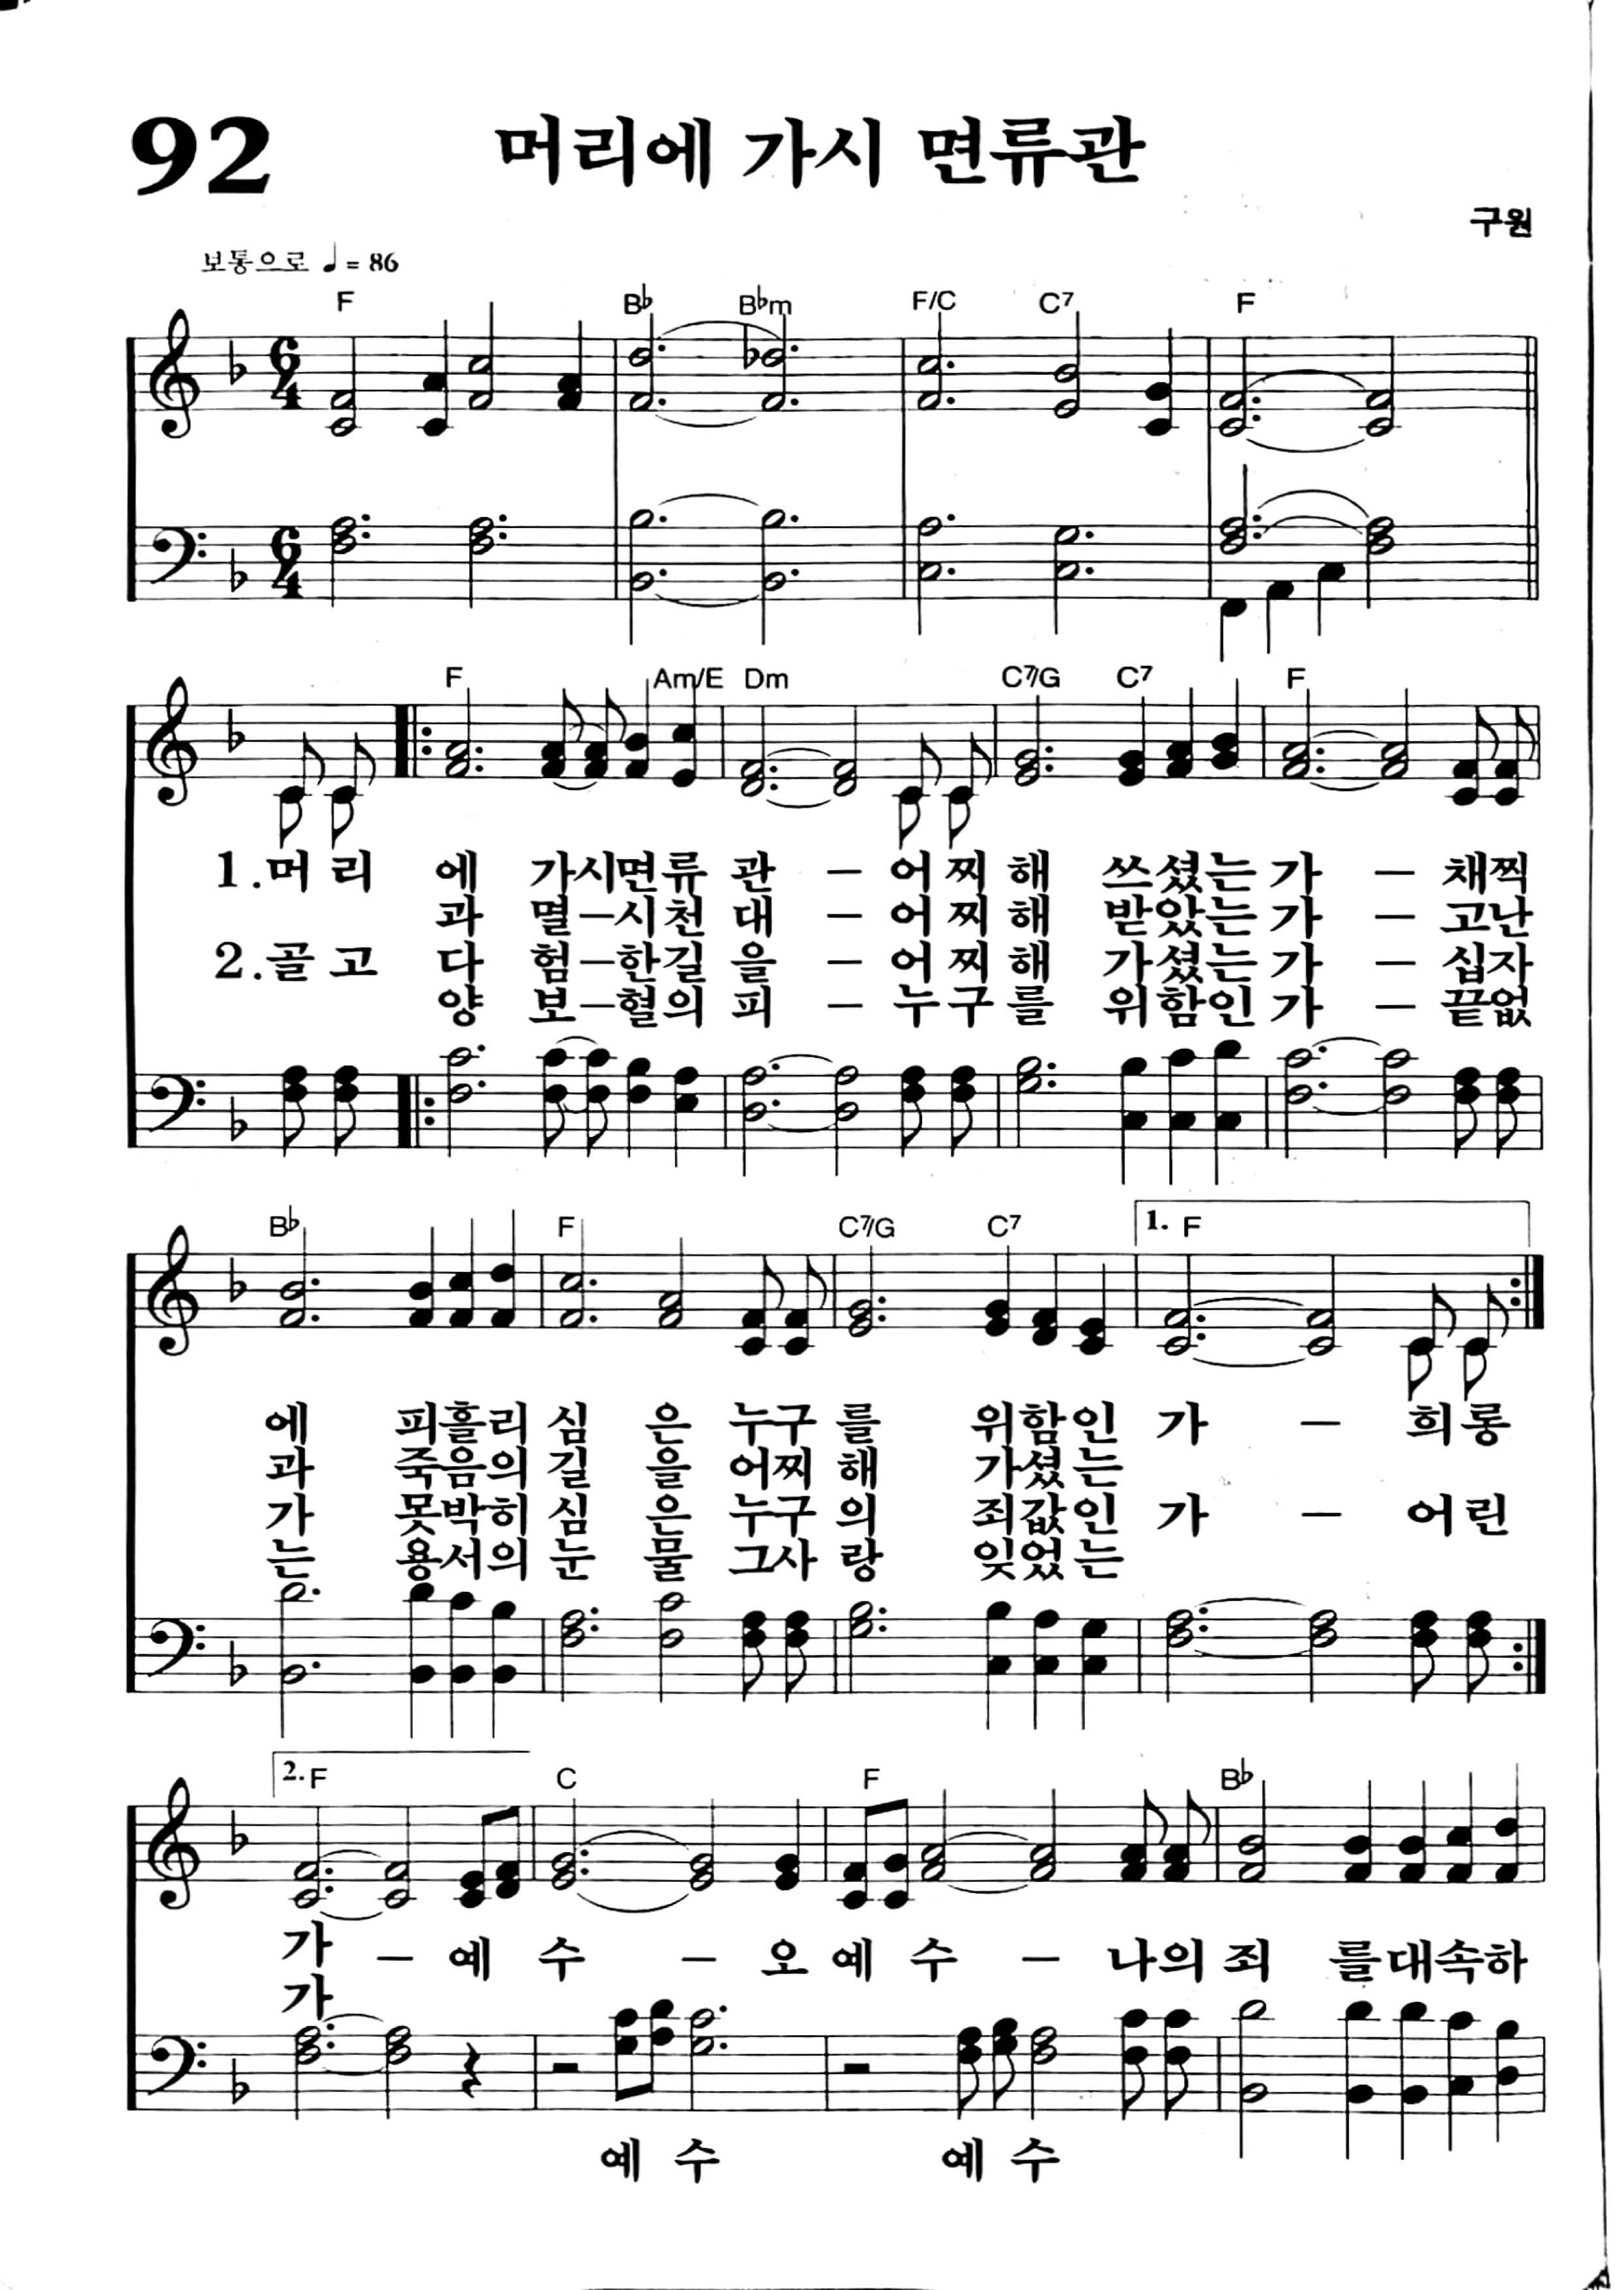 92 머리에 가시 면류관
구원
보통으로 ♩= 86
F B♭ B♭m F/C C7 F
F Am/E Dm C7/G C7 F
1.머 리 에 가시면류 관 – 어 찌 해 쓰셨는 가 – 채찍
과 멸–시천 대 – 어 찌 해 받았는 가 – 고난
2.골 고 다 험–한길 을 – 어 찌 해 가셨는 가 – 십자
양 보–혈의 피 – 누 구 를 위함인 가 – 끝없
B♭ F C7/G C7 1. F
에 피흘리 심 은 누구 를 위함인 가 – 희롱
과 죽음의 길 을 어찌 해 가셨는
가 못박히 심 은 누구 의 죄값인 가 – 어린
는 용서의 눈 물 그사 랑 잊었는
2. F C F B♭
가 – 예 수 – 오 예 수 – 나의 죄 를대속하
가
예 수 예 수